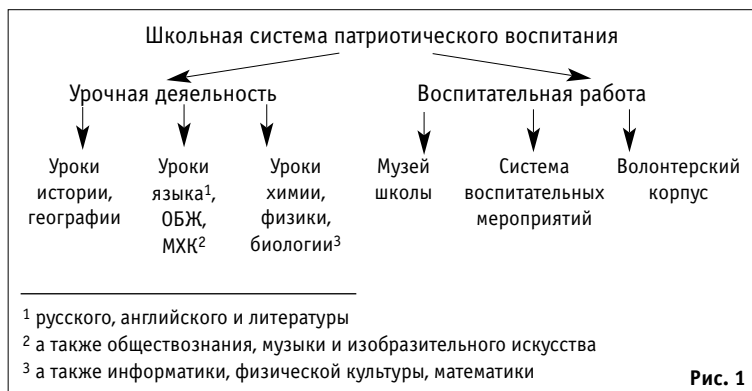 Школьная система патриотического воспитания
Урочная деяельность
Воспитательная работа
Уроки
истории,
географии
Уроки
языка¹,
ОБЖ,
МХК²
Уроки
химии,
физики,
биологии³
Музей
школы
Система
воспитательных
мероприятий
Волонтерский
корпус
¹ русского, английского и литературы
² а также обществознания, музыки и изобразительного искусства
³ а также информатики, физической культуры, математики
Рис. 1